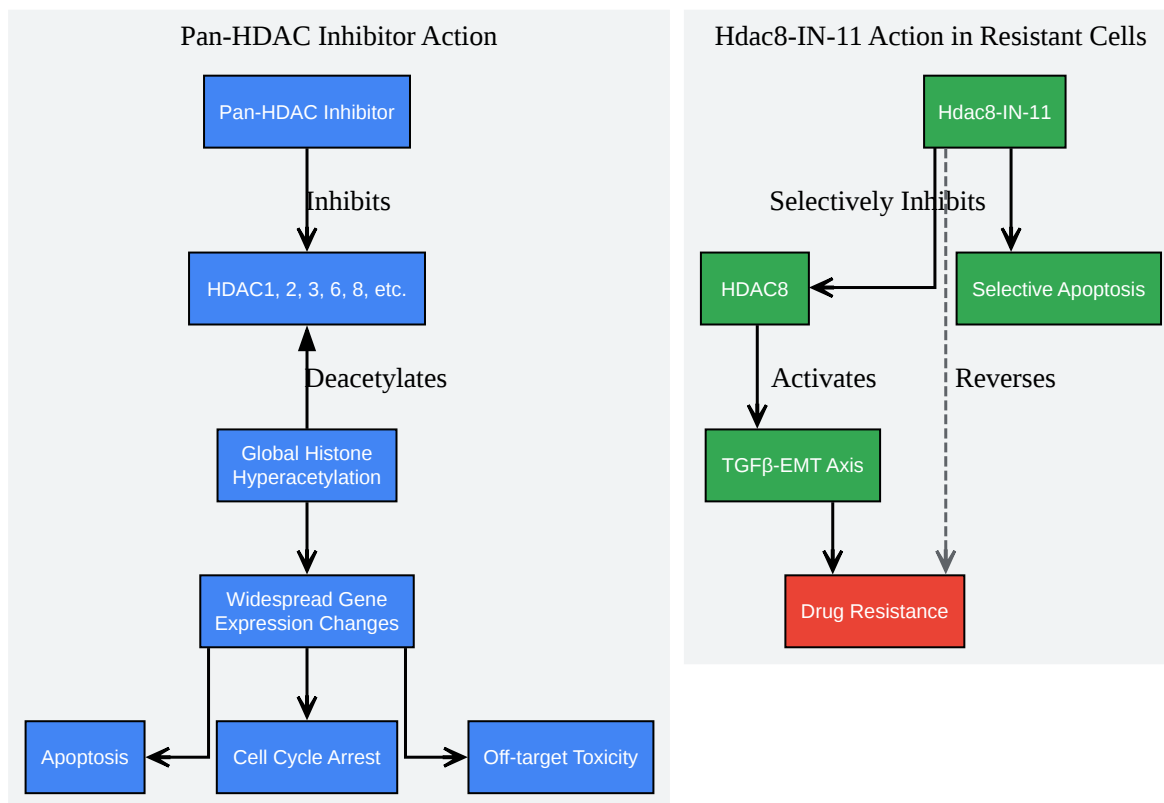 Pan-HDAC Inhibitor Action
Pan-HDAC Inhibitor
Inhibits
HDAC1, 2, 3, 6, 8, etc.
Deacetylates
Global Histone
Hyperacetylation
Widespread Gene
Expression Changes
Apoptosis
Cell Cycle Arrest
Off-target Toxicity
Hdac8-IN-11 Action in Resistant Cells
Hdac8-IN-11
Selectively Inhibits
HDAC8
Selective Apoptosis
Activates
Reverses
TGFβ-EMT Axis
Drug Resistance